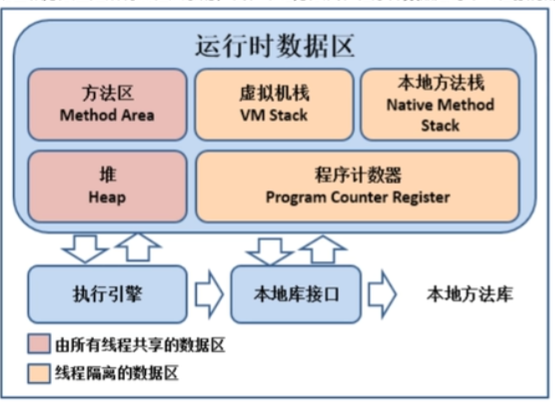 运行时数据区
方法区
Method Area
虚拟机栈
VM Stack
本地方法栈
Native Method
Stack
堆
Heap
程序计数器
Program Counter Register
执行引擎
本地库接口
本地方法库
由所有线程共享的数据区
线程隔离的数据区